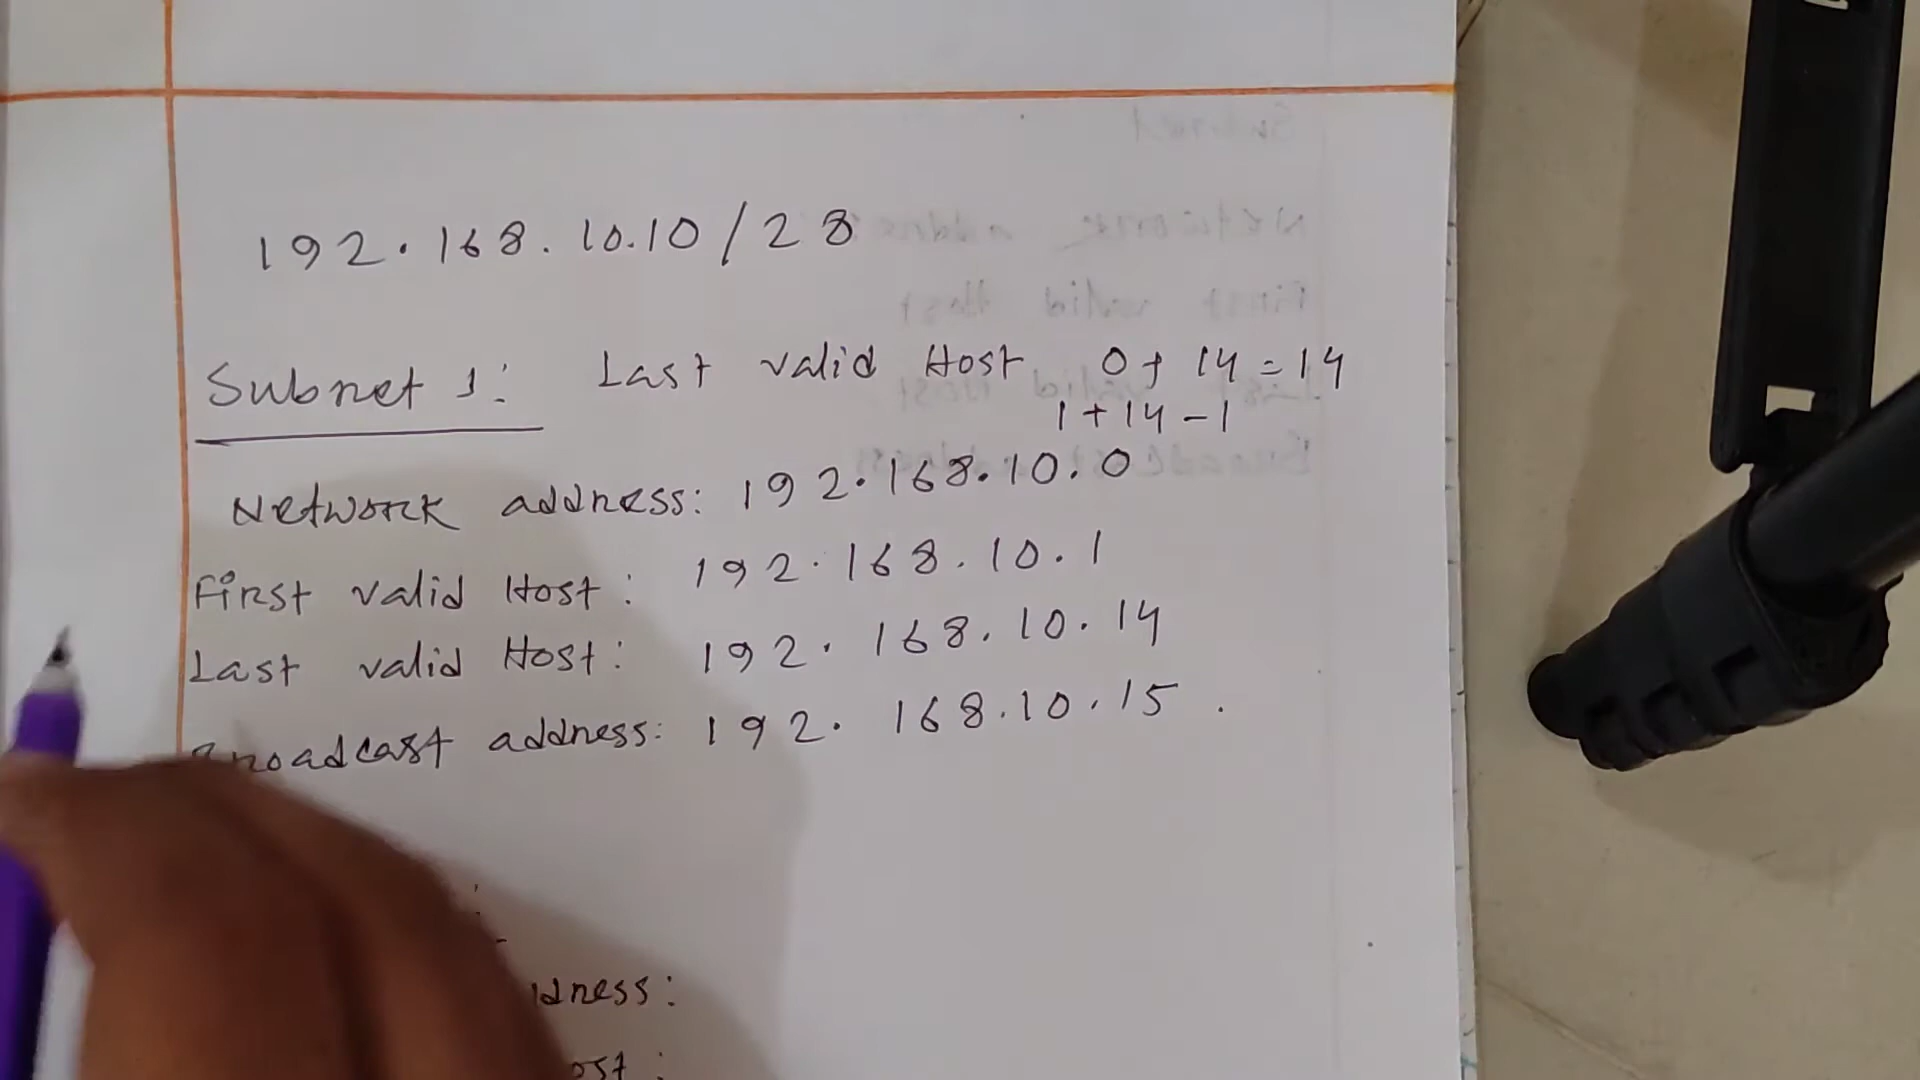 192.168.10.10/28
Subnet 1: Last valid Host 0+ 14=14
1+14-1
Network address: 192.168.10.0
First valid Host: 192.168.10.1
Last valid Host: 192.168.10.14
Broadcast address: 192.168.10.15.